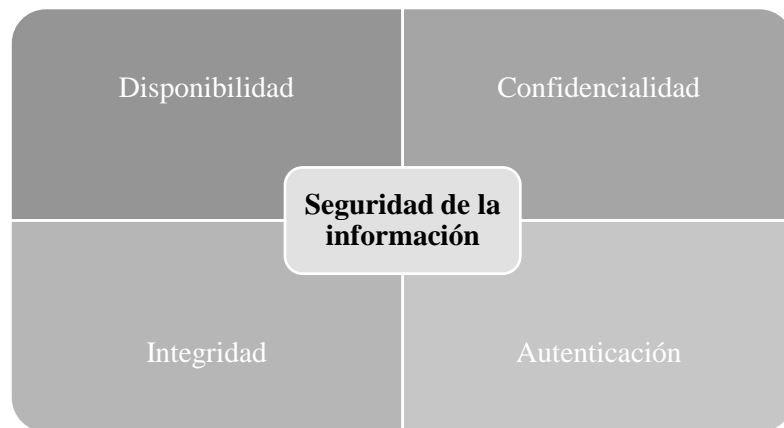 Disponibilidad
Confidencialidad
Seguridad de la
información
Integridad
Autenticación